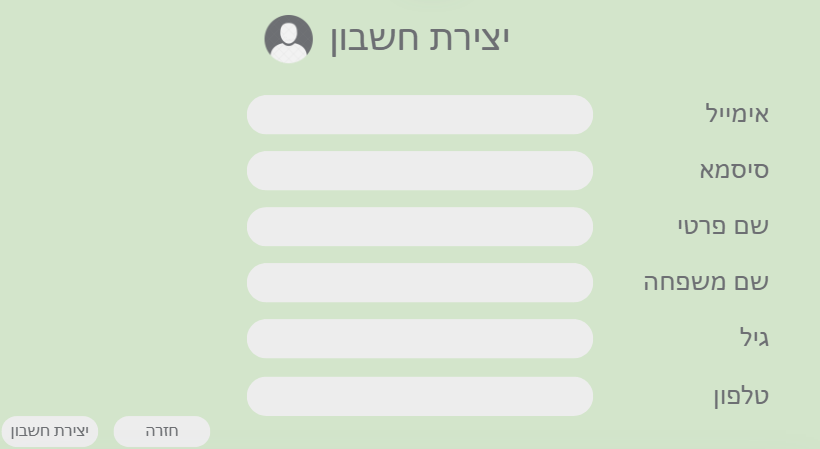 יצירת חשבון
אימייל
סיסמא
שם פרטי
שם משפחה
גיל
טלפון
חזרה
יצירת חשבון